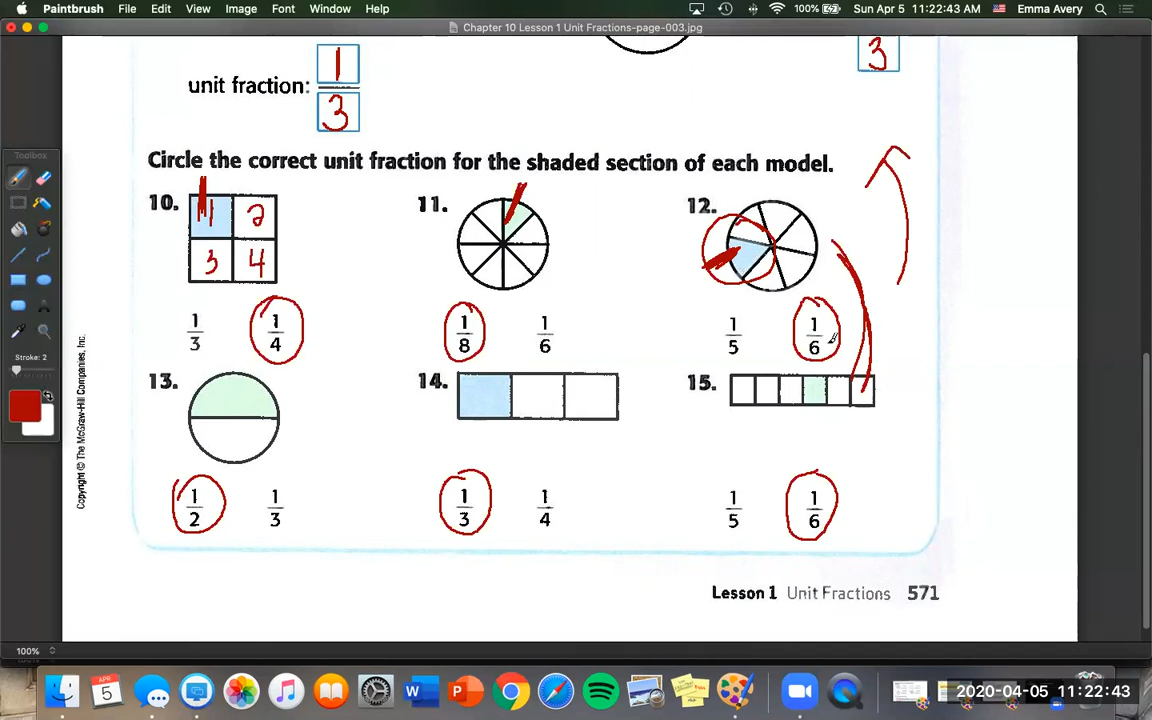 Paintbrush File Edit View Image Font Window Help 100% Sun Apr 5 11:22:43 AM Emma Avery
Chapter 10 Lesson 1 Unit Fractions-page-003.jpg
unit fraction: 1/3
3
Circle the correct unit fraction for the shaded section of each model.
10. 11. 12.
1 2
3 4
1/3 1/4 1/8 1/6 1/5 1/6
13. 14. 15.
1/2 1/3 1/3 1/4 1/5 1/6
Lesson 1 Unit Fractions 571
Copyright © The McGraw-Hill Companies, Inc.
Toolbox
Stroke: 2
100%
APR
5
W
P
2020-04-05 11:22:43